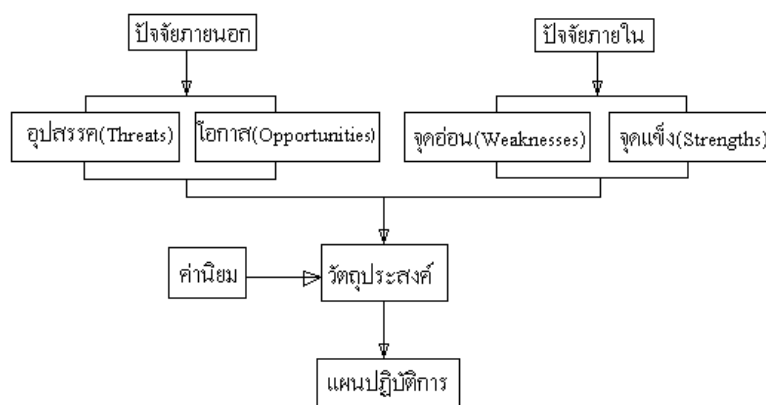 ปัจจัยภายนอก
ปัจจัยภายใน
อุปสรรค(Threats)
โอกาส(Opportunities)
จุดอ่อน(Weaknesses)
จุดแข็ง(Strengths)
ค่านิยม
วัตถุประสงค์
แผนปฏิบัติการ